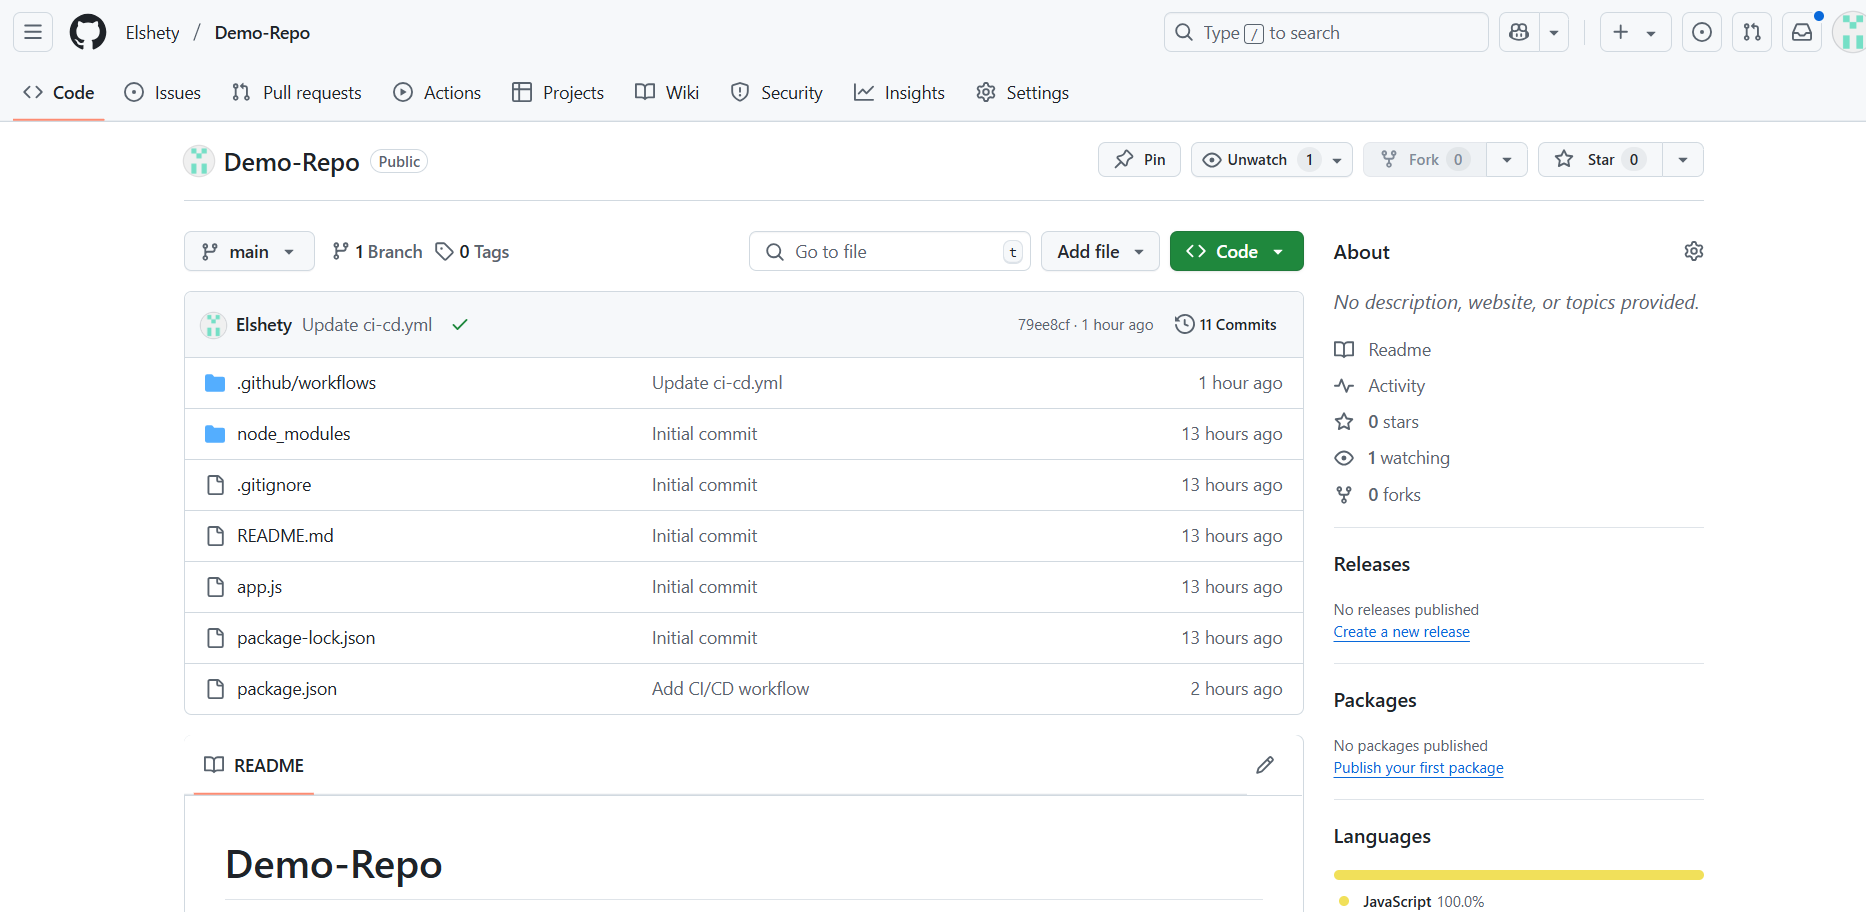 Elshety / Demo-Repo
Type / to search
Code Issues Pull requests Actions Projects Wiki Security Insights Settings
Demo-Repo Public
Pin Unwatch 1 Fork 0 Star 0
main 1 Branch 0 Tags Go to file t Add file Code
Elshety Update ci-cd.yml 79ee8cf · 1 hour ago 11 Commits
.github/workflows Update ci-cd.yml 1 hour ago
node_modules Initial commit 13 hours ago
.gitignore Initial commit 13 hours ago
README.md Initial commit 13 hours ago
app.js Initial commit 13 hours ago
package-lock.json Initial commit 13 hours ago
package.json Add CI/CD workflow 2 hours ago
README
Demo-Repo
About
No description, website, or topics provided.
Readme
Activity
0 stars
1 watching
0 forks
Releases
No releases published
Create a new release
Packages
No packages published
Publish your first package
Languages
JavaScript 100.0%